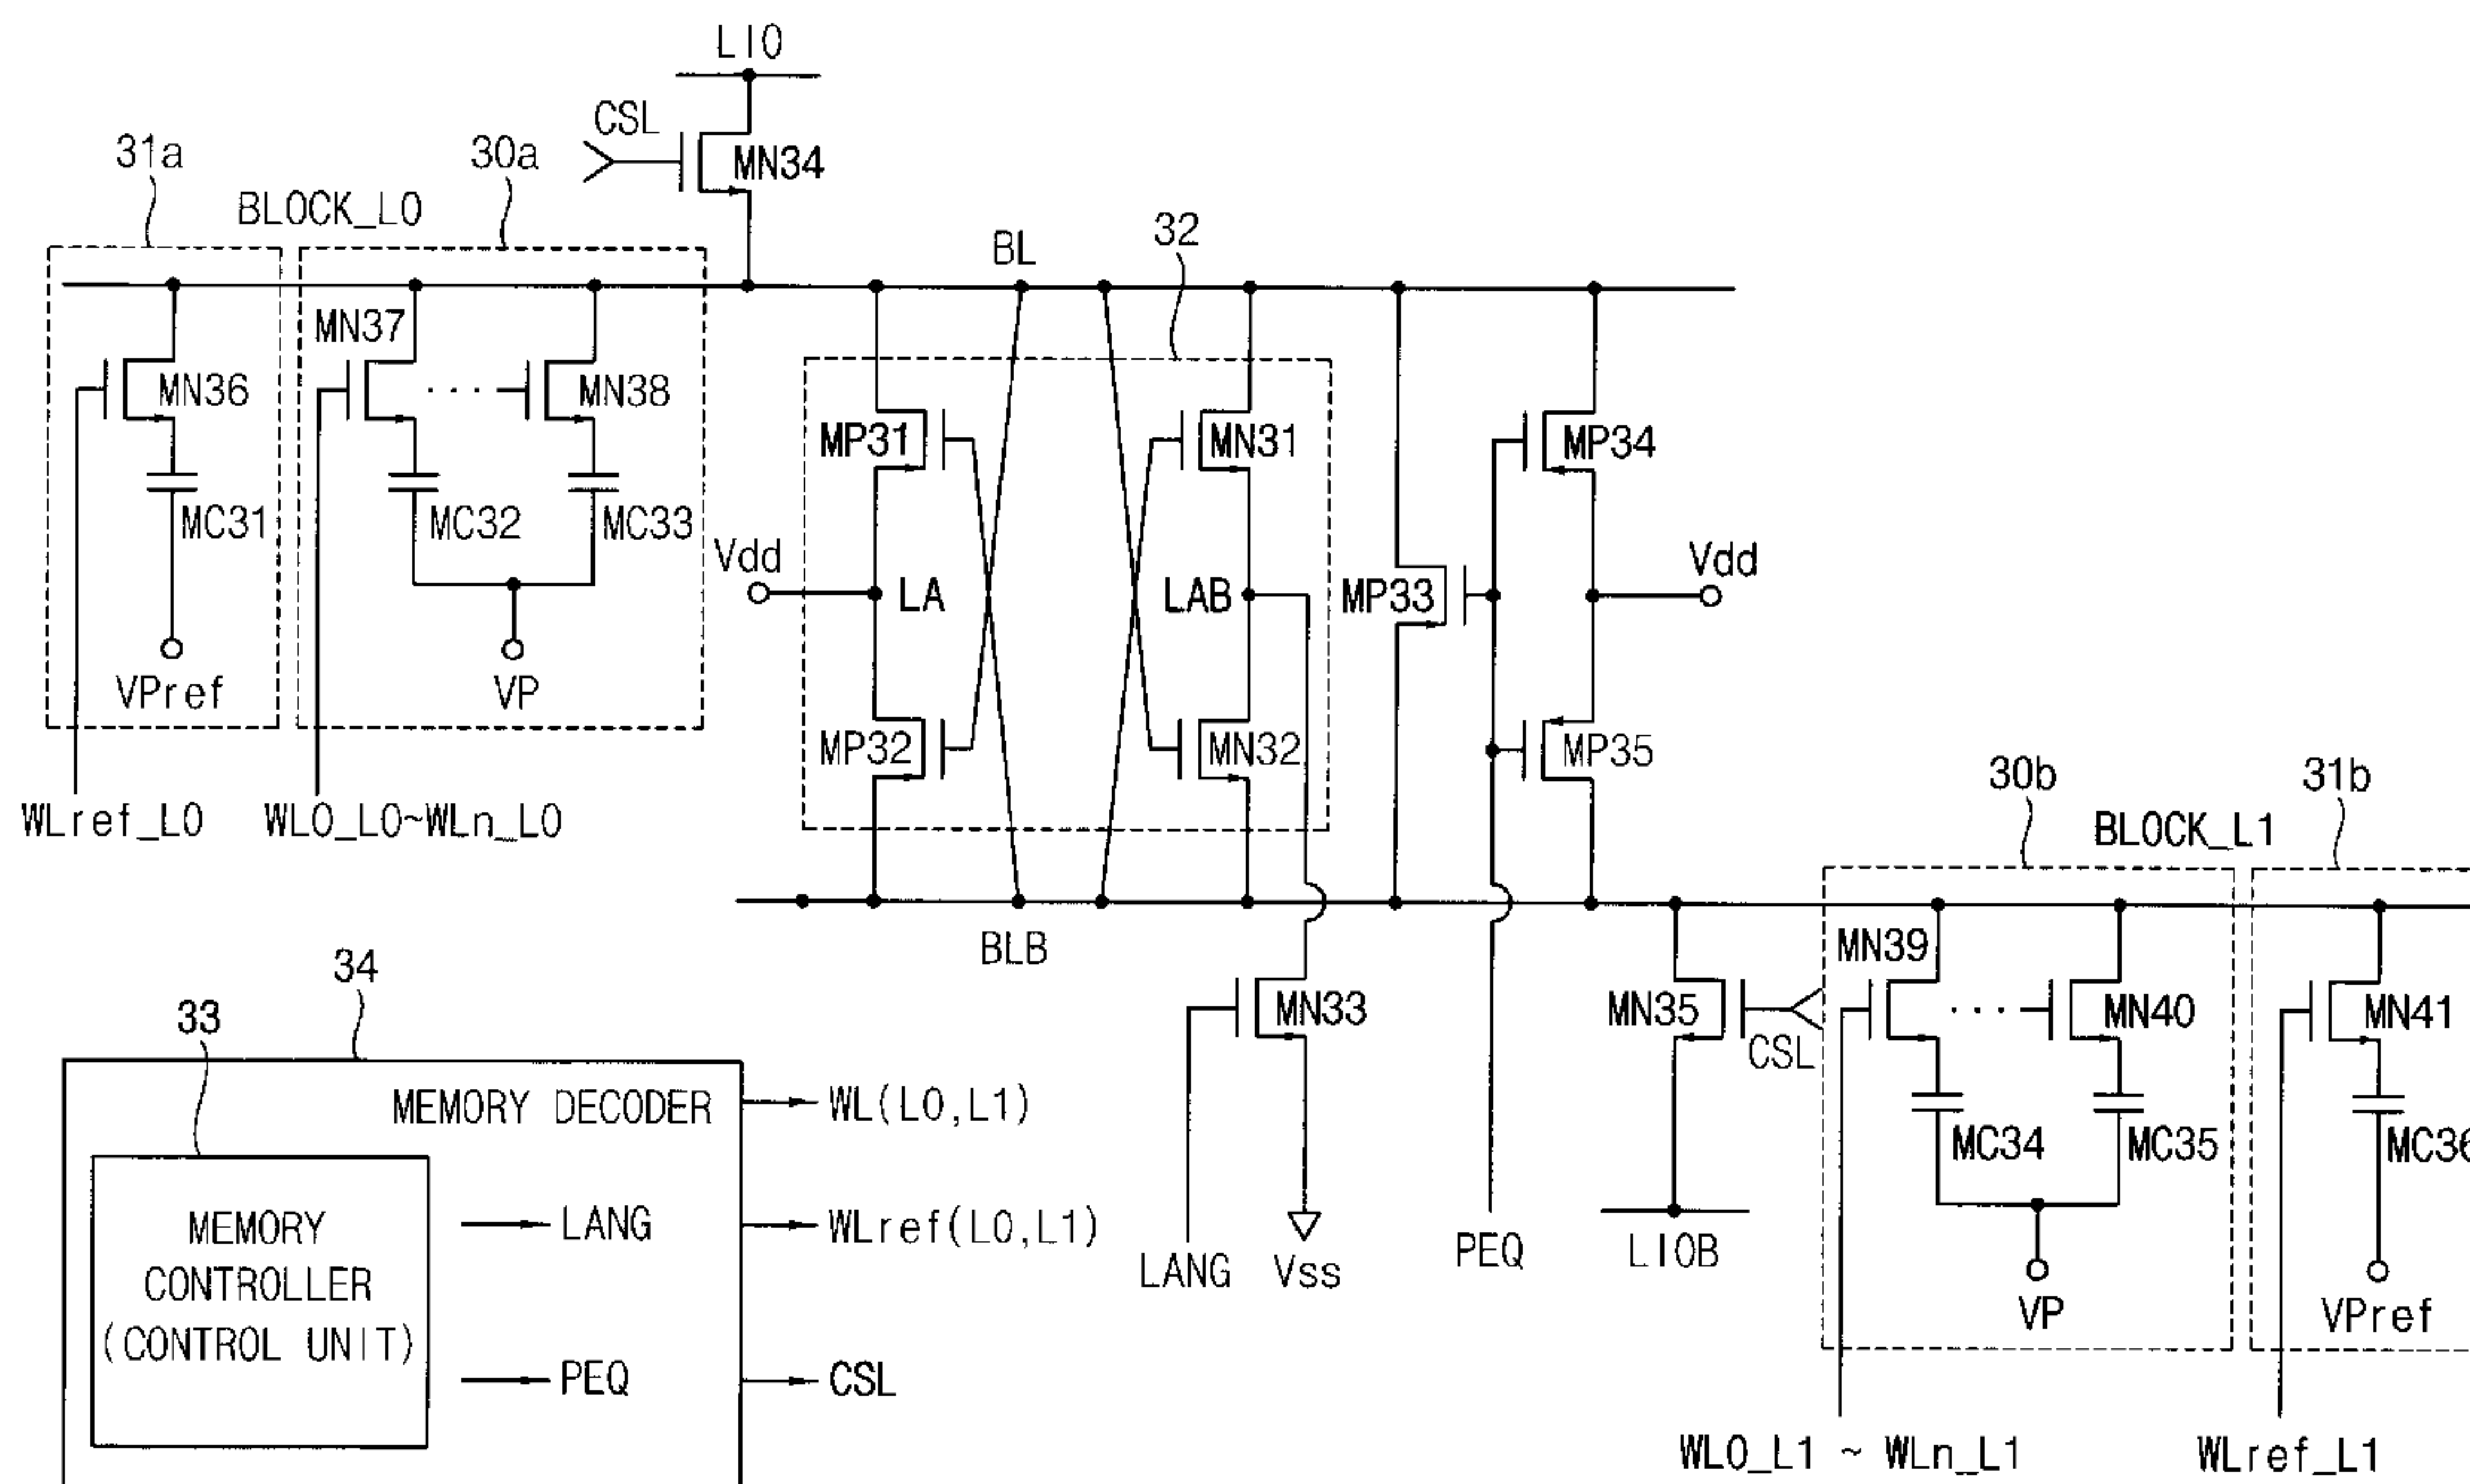 LIO
CSL
MN34
31a
30a
BLOCK_L0
BL
32
MN37
MN36
MN38
MP31
MN31
MP34
MC31
MC32
MC33
Vdd
LA
LAB
MP33
Vdd
VPref
VP
MP32
MN32
MP35
WLref_L0
WL0_L0~WLn_L0
30b
31b
BLOCK_L1
BLB
MN39
34
33
MN33
MN35
CSL
MN40
MN41
MEMORY DECODER
WL(L0,L1)
MC34
MC35
MC36
MEMORY
CONTROLLER
(CONTROL UNIT)
LANG
WLref(L0,L1)
LANG
Vss
PEQ
LIOB
VP
VPref
PEQ
CSL
WL0_L1 ~ WLn_L1
WLref_L1